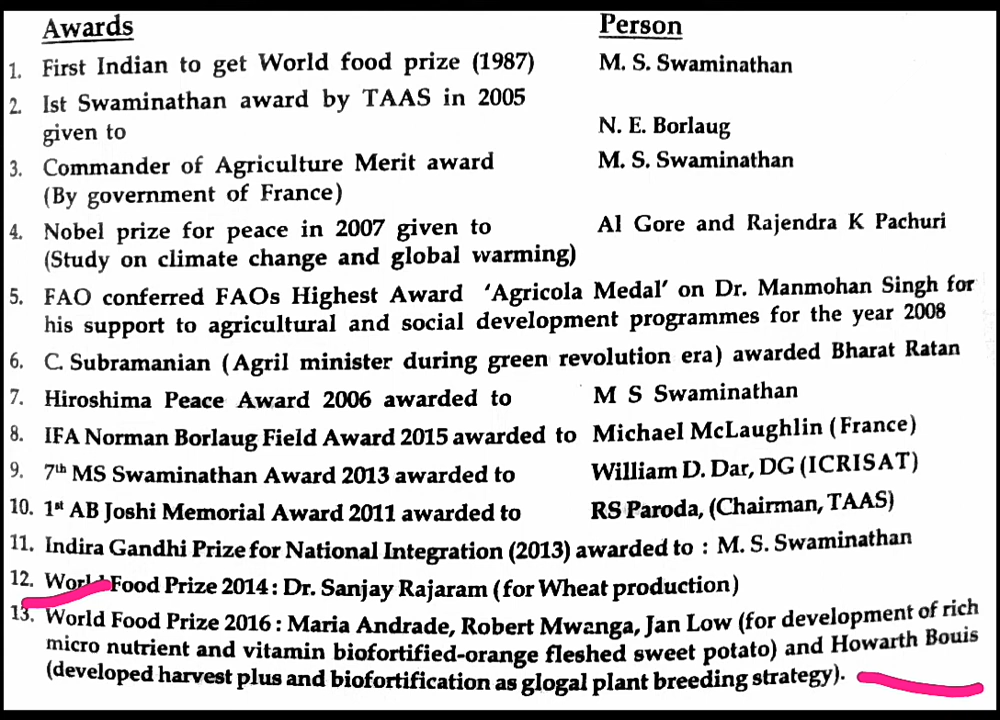 Awards Person
1. First Indian to get World food prize (1987) M. S. Swaminathan
2. Ist Swaminathan award by TAAS in 2005
given to N. E. Borlaug
3. Commander of Agriculture Merit award M. S. Swaminathan
(By government of France)
4. Nobel prize for peace in 2007 given to Al Gore and Rajendra K Pachuri
(Study on climate change and global warming)
5. FAO conferred FAOs Highest Award 'Agricola Medal' on Dr. Manmohan Singh for
his support to agricultural and social development programmes for the year 2008
6. C. Subramanian (Agril minister during green revolution era) awarded Bharat Ratan
7. Hiroshima Peace Award 2006 awarded to M S Swaminathan
8. IFA Norman Borlaug Field Award 2015 awarded to Michael McLaughlin (France)
9. 7th MS Swaminathan Award 2013 awarded to William D. Dar, DG (ICRISAT)
10. 1st AB Joshi Memorial Award 2011 awarded to RS Paroda, (Chairman, TAAS)
11. Indira Gandhi Prize for National Integration (2013) awarded to : M. S. Swaminathan
12. World Food Prize 2014 : Dr. Sanjay Rajaram (for Wheat production)
13. World Food Prize 2016 : Maria Andrade, Robert Mwanga, Jan Low (for development of rich
micro nutrient and vitamin biofortified-orange fleshed sweet potato) and Howarth Bouis
(developed harvest plus and biofortification as glogal plant breeding strategy).